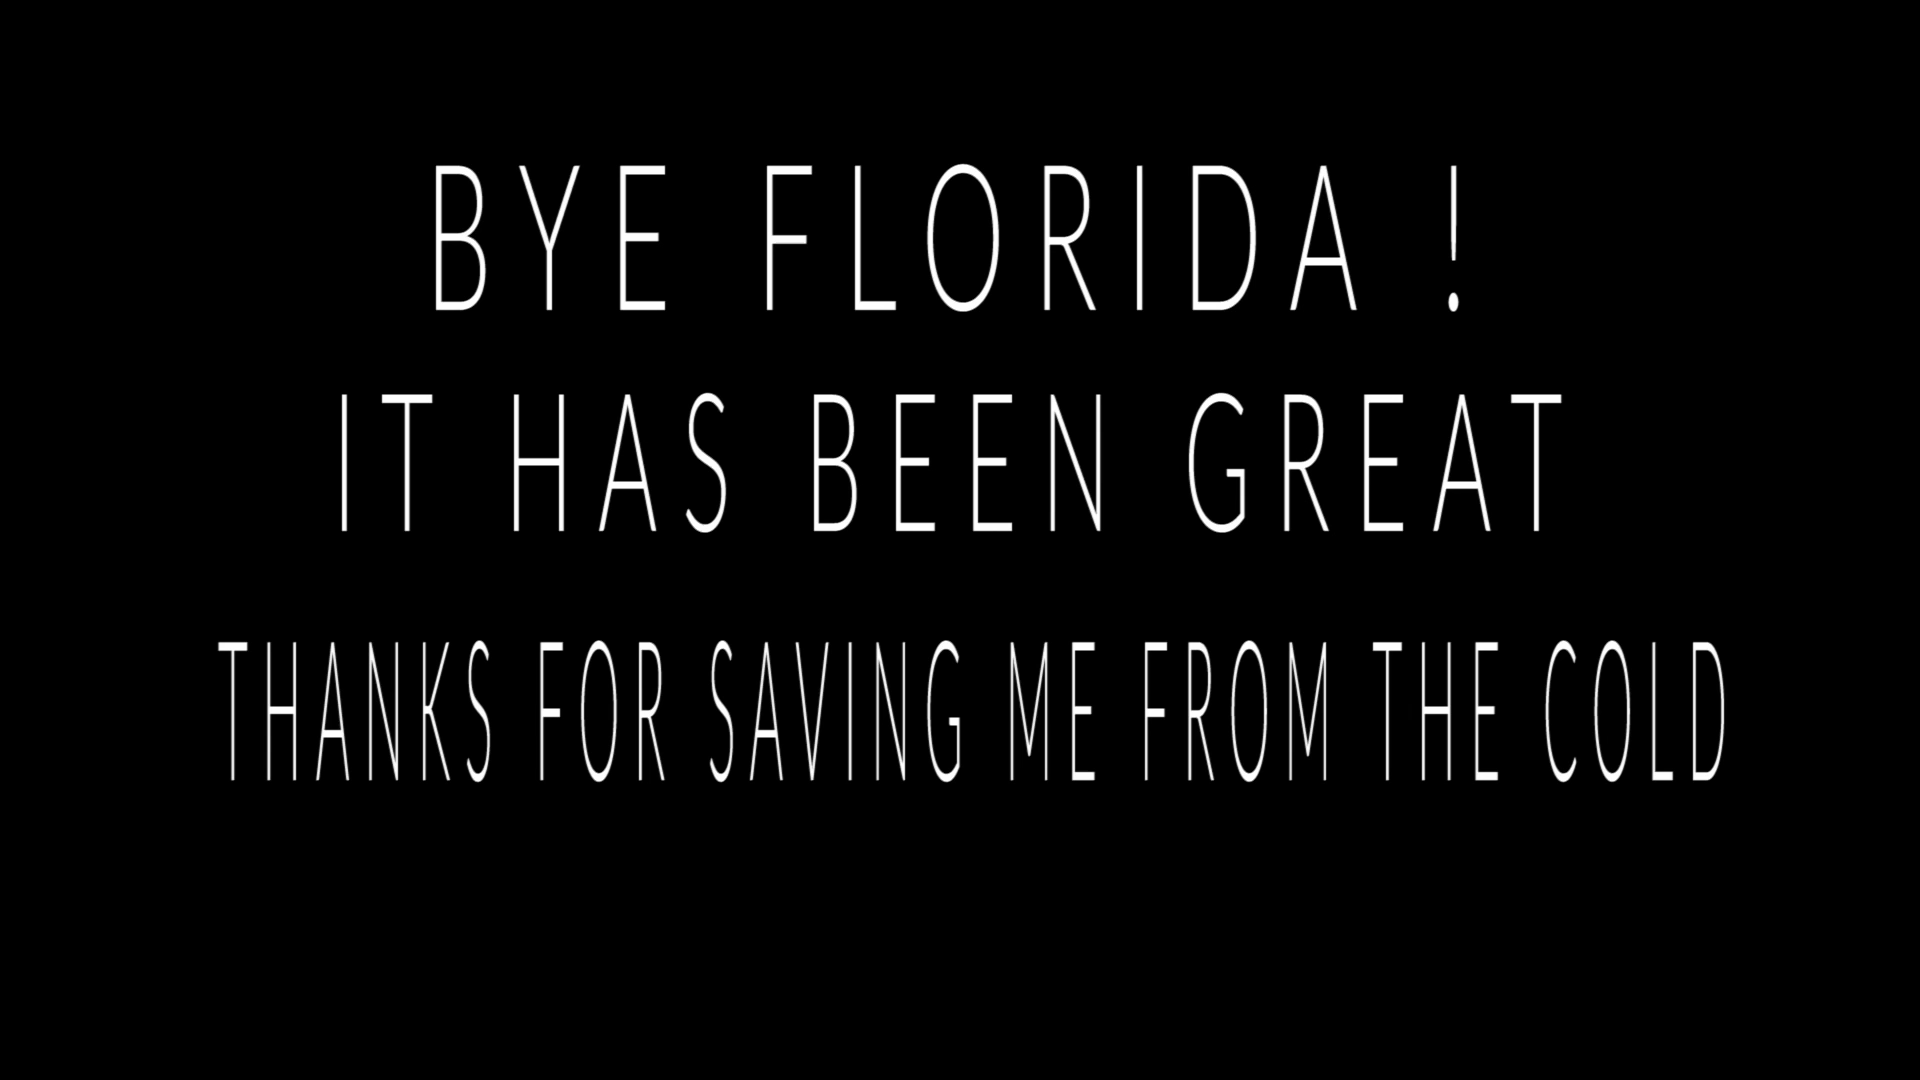 BYE FLORIDA !
IT HAS BEEN GREAT
THANKS FOR SAVING ME FROM THE COLD